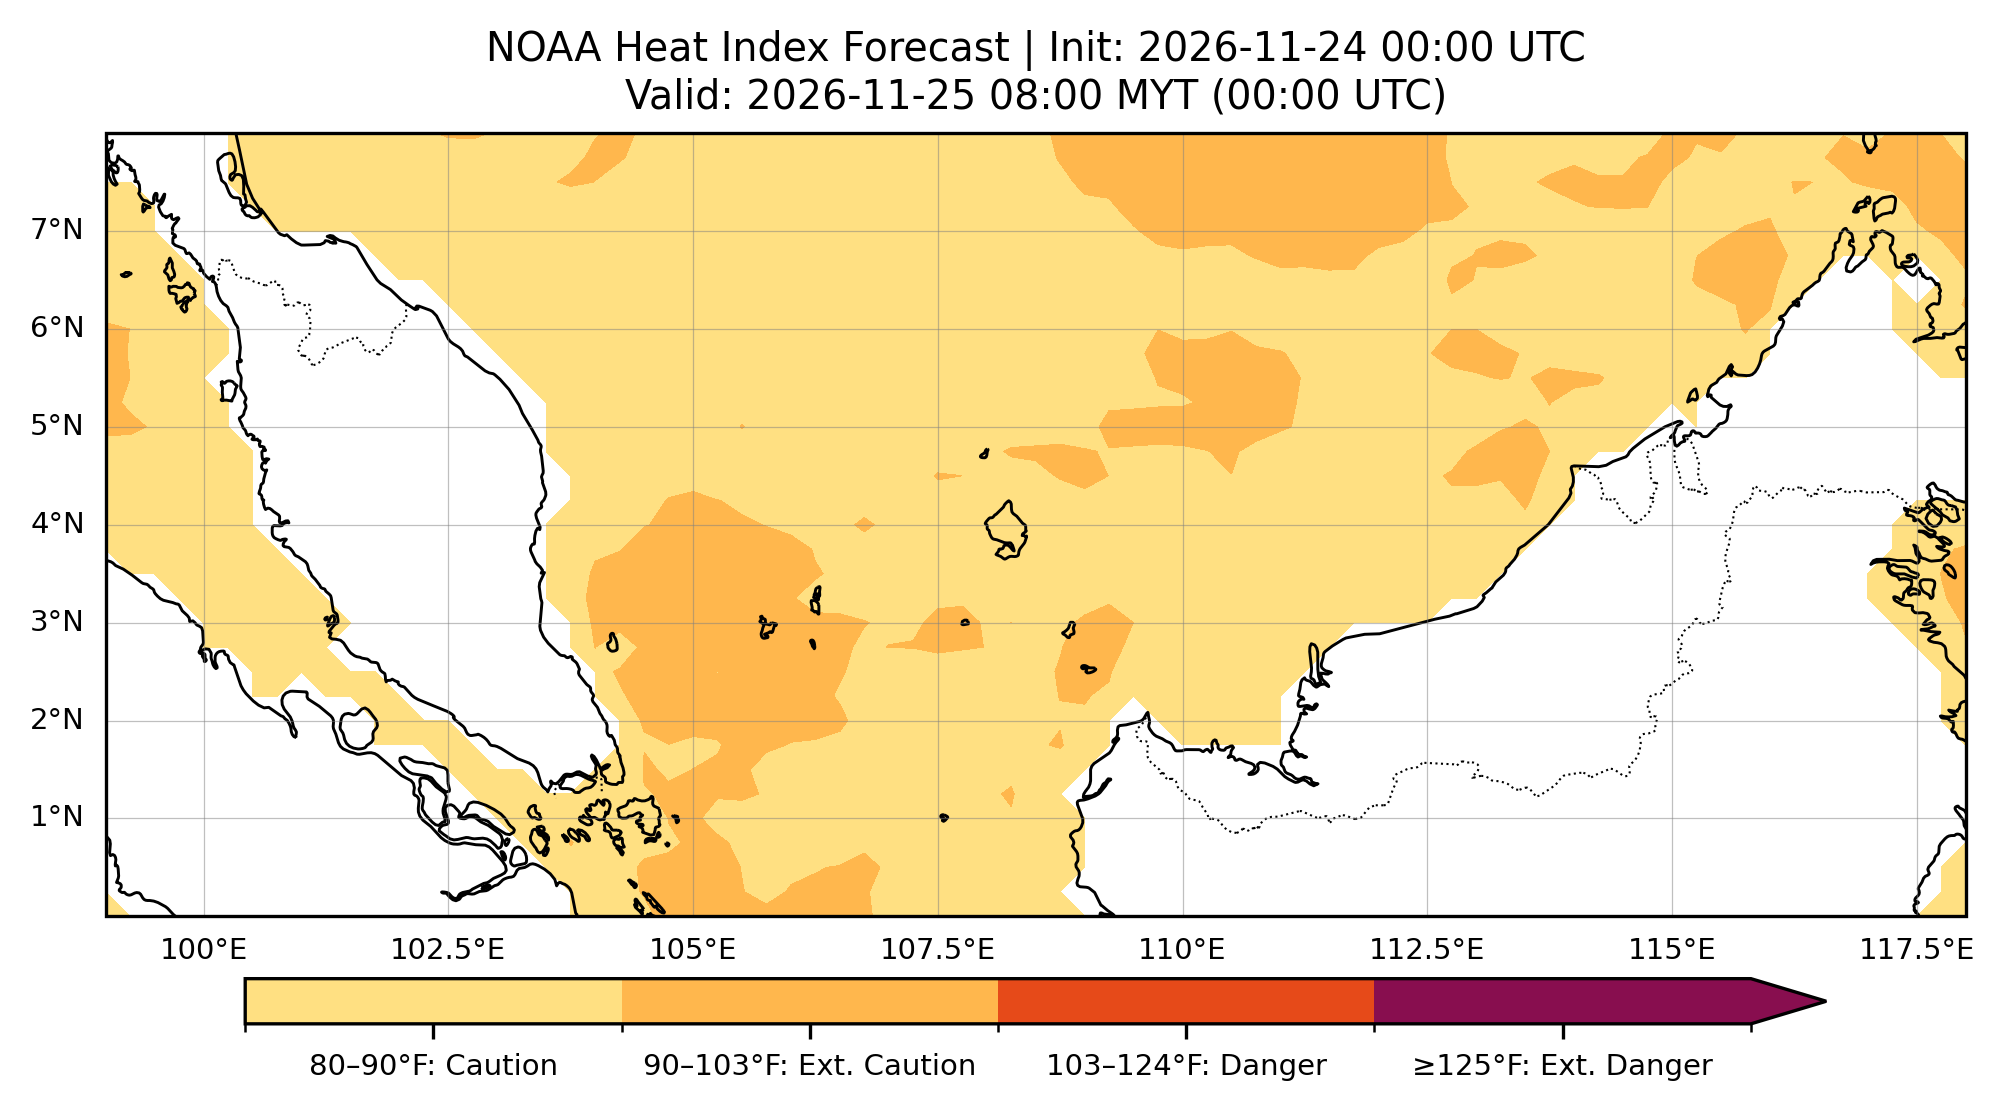 NOAA Heat Index Forecast | Init: 2026-11-24 00:00 UTC
Valid: 2026-11-25 08:00 MYT (00:00 UTC)
7°N
6°N
5°N
4°N
3°N
2°N
1°N
100°E
102.5°E
105°E
107.5°E
110°E
112.5°E
115°E
117.5°E
80–90°F: Caution
90–103°F: Ext. Caution
103–124°F: Danger
≥125°F: Ext. Danger